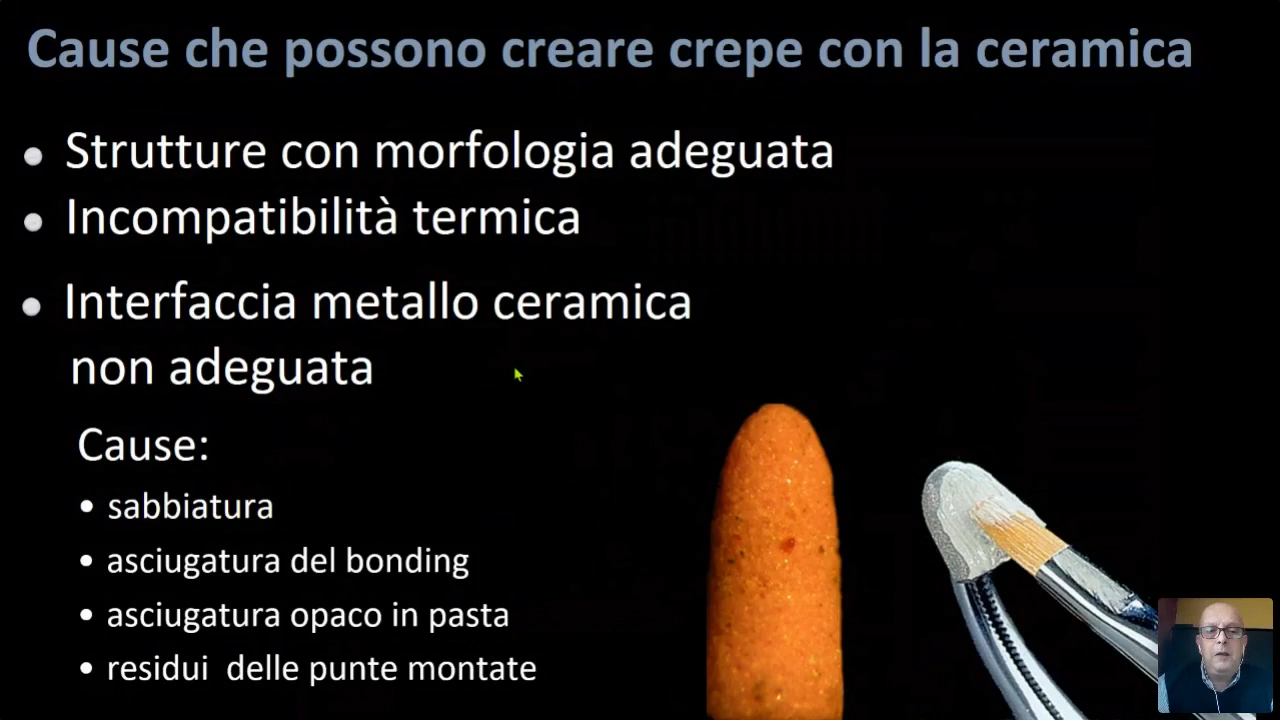 Cause che possono creare crepe con la ceramica
• Strutture con morfologia adeguata
• Incompatibilità termica
• Interfaccia metallo ceramica
non adeguata
Cause:
• sabbiatura
• asciugatura del bonding
• asciugatura opaco in pasta
• residui delle punte montate